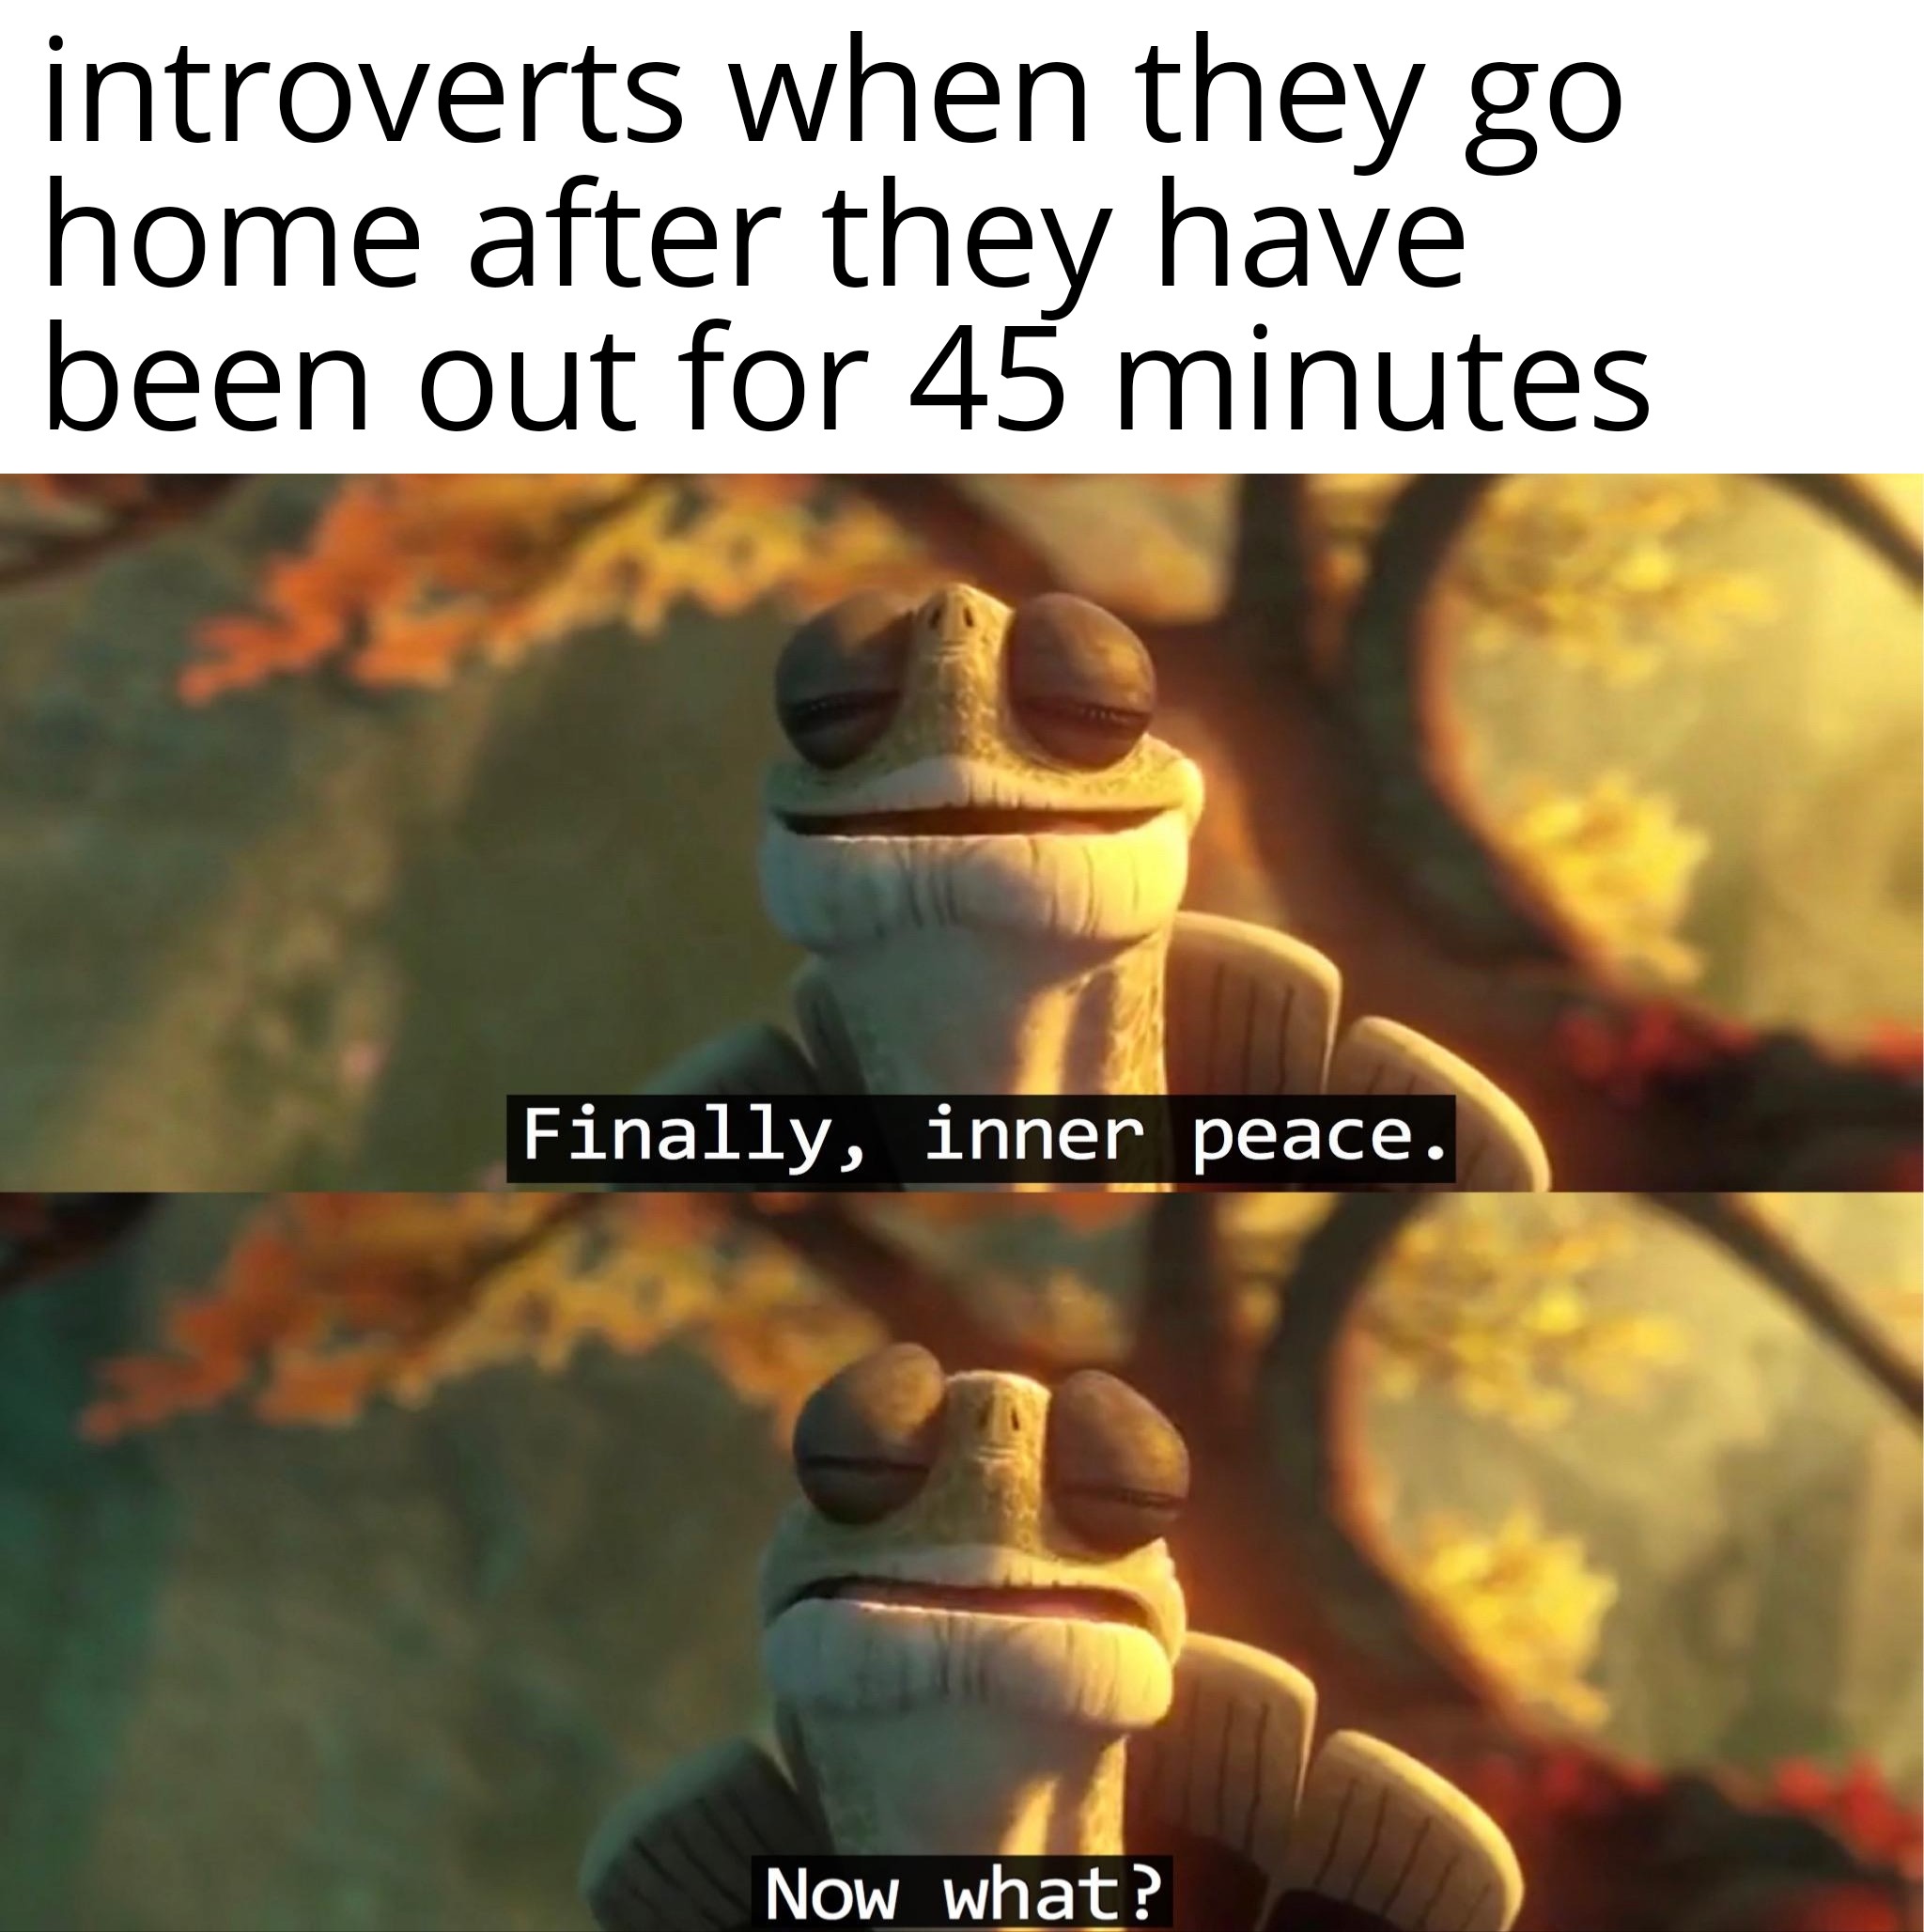 introverts when they go
home after they have
been out for 45 minutes
Finally, inner peace.
Now what?